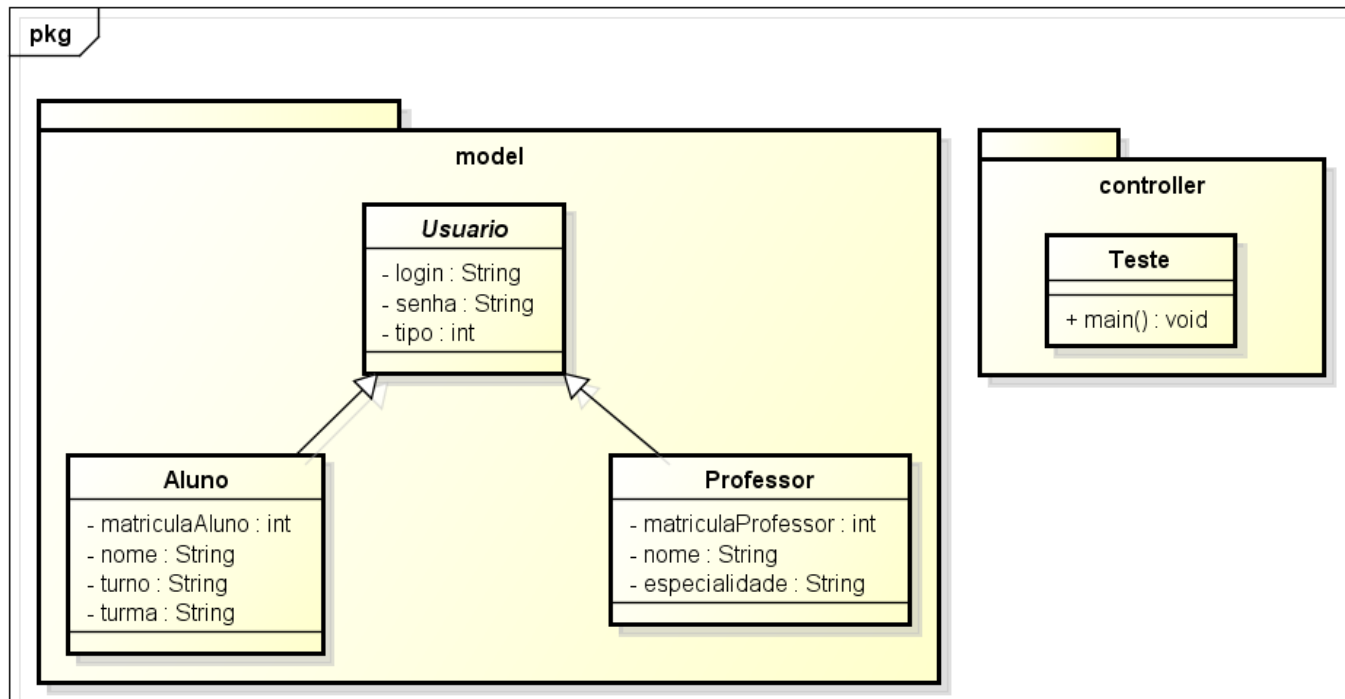 pkg
model
Usuario
- login : String
- senha : String
- tipo : int
Aluno
- matriculaAluno : int
- nome : String
- turno : String
- turma : String
Professor
- matriculaProfessor : int
- nome : String
- especialidade : String
controller
Teste
+ main() : void